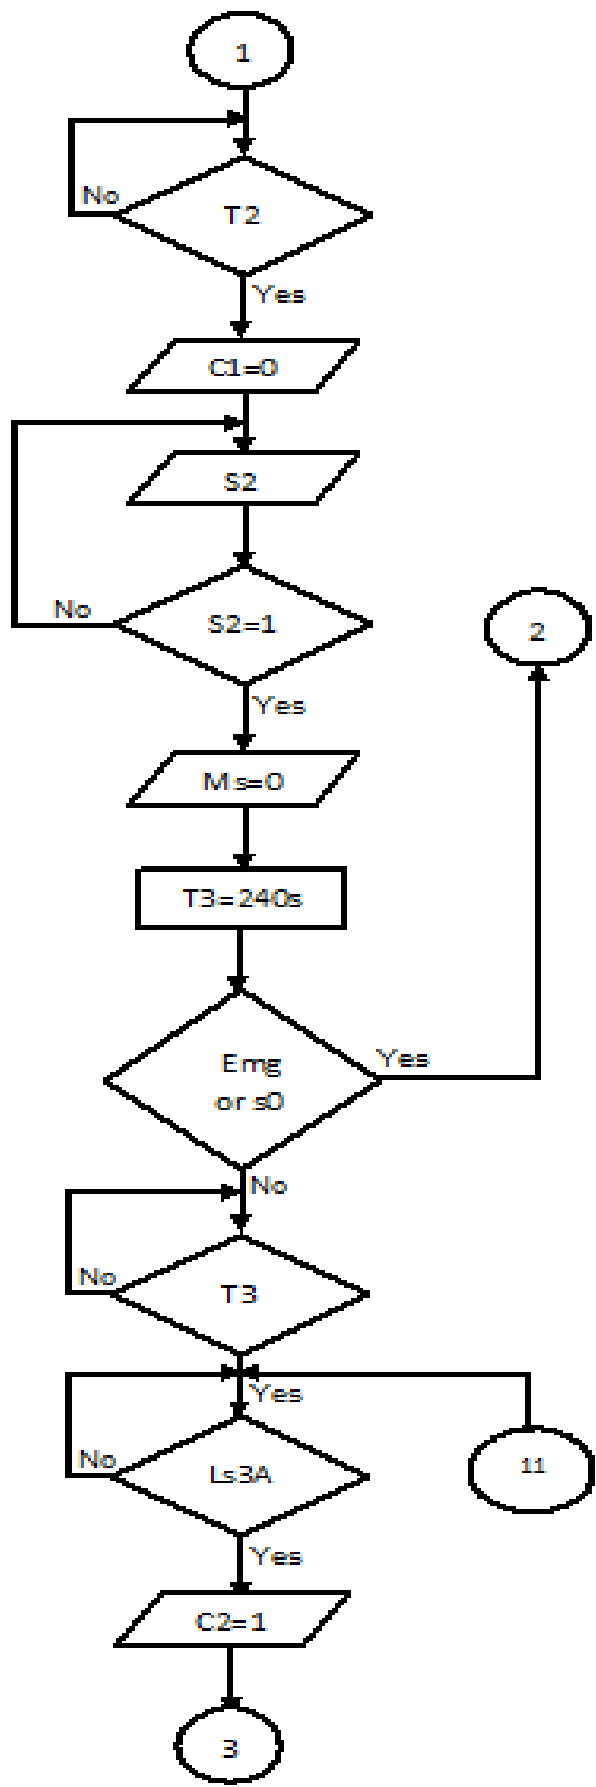 1
No
T2
Yes
C1=0
S2
No
S2=1
2
Yes
Ms=0
T3=240s
Emg
or s0
Yes
No
No
T3
Yes
No
Ls3A
11
Yes
C2=1
3